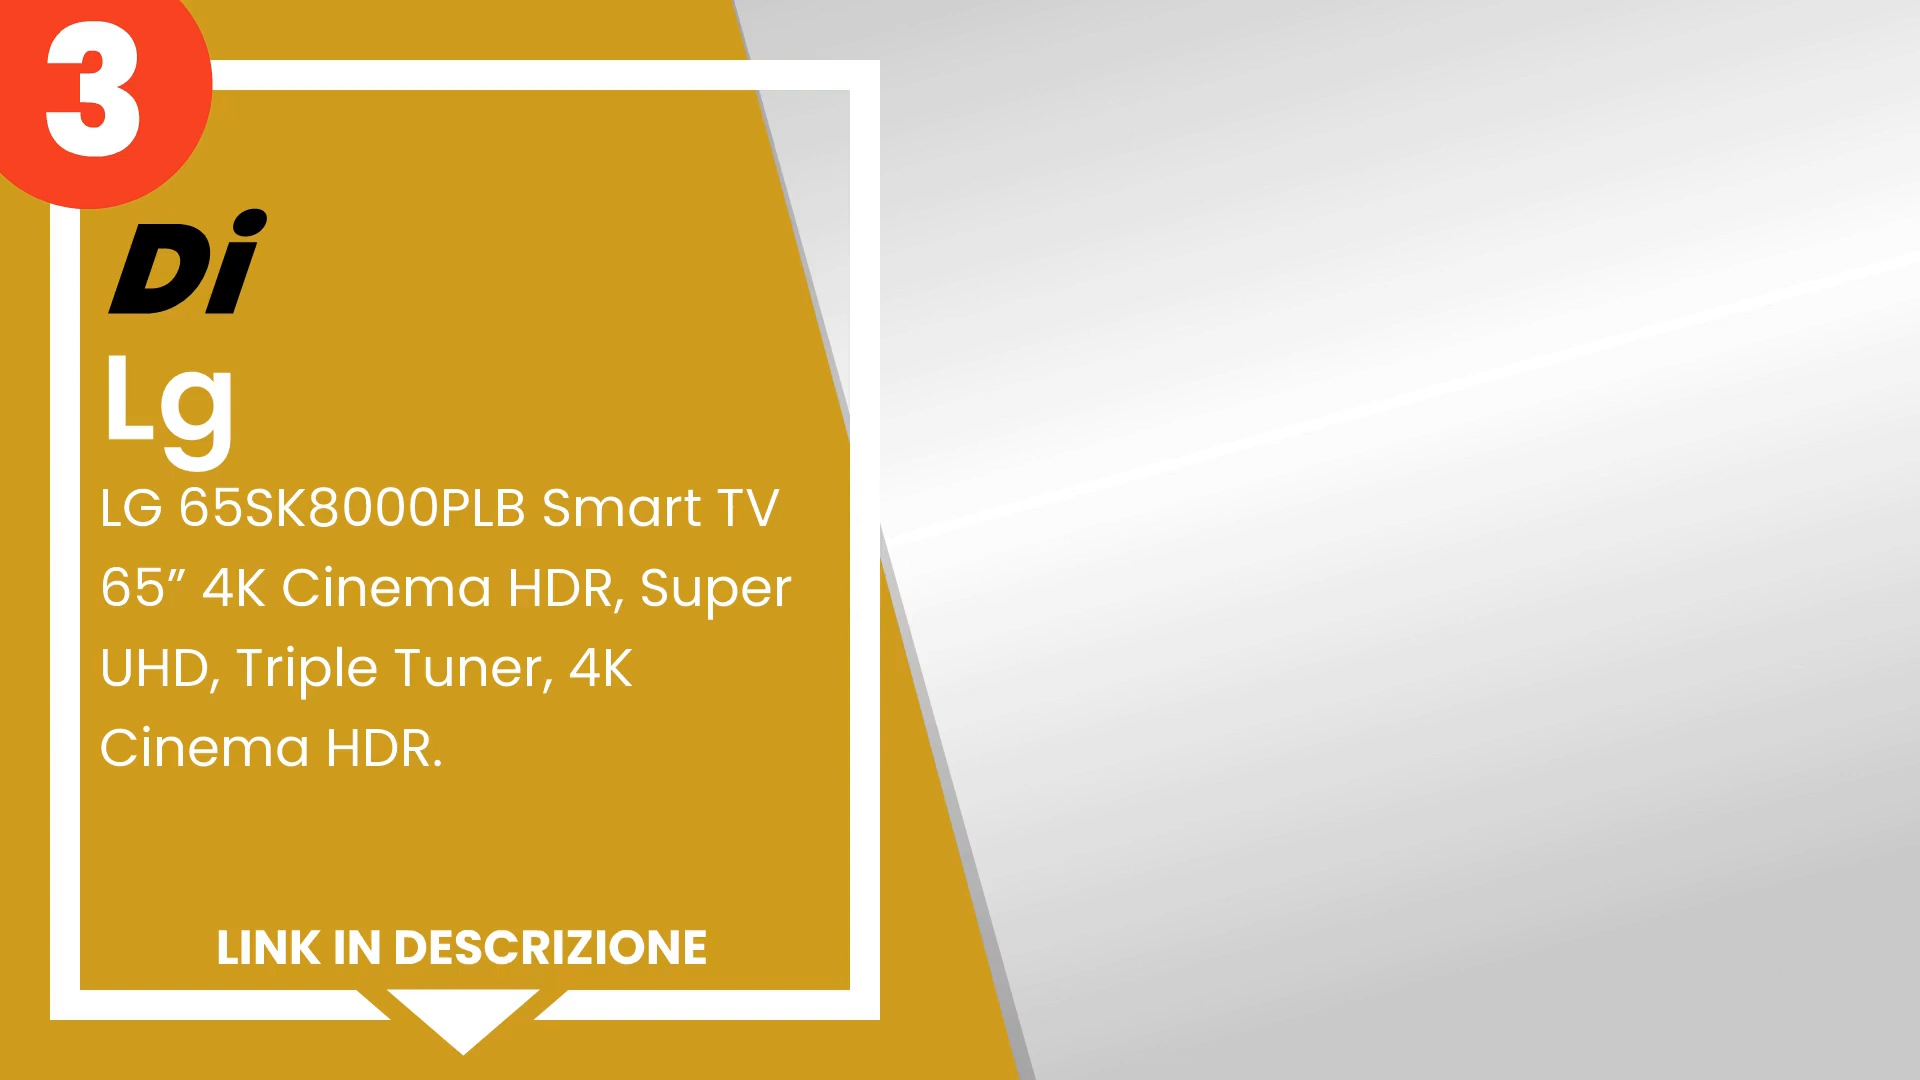 3
Di
Lg
LG 65SK8000PLB Smart TV
65” 4K Cinema HDR, Super
UHD, Triple Tuner, 4K
Cinema HDR.
LINK IN DESCRIZIONE